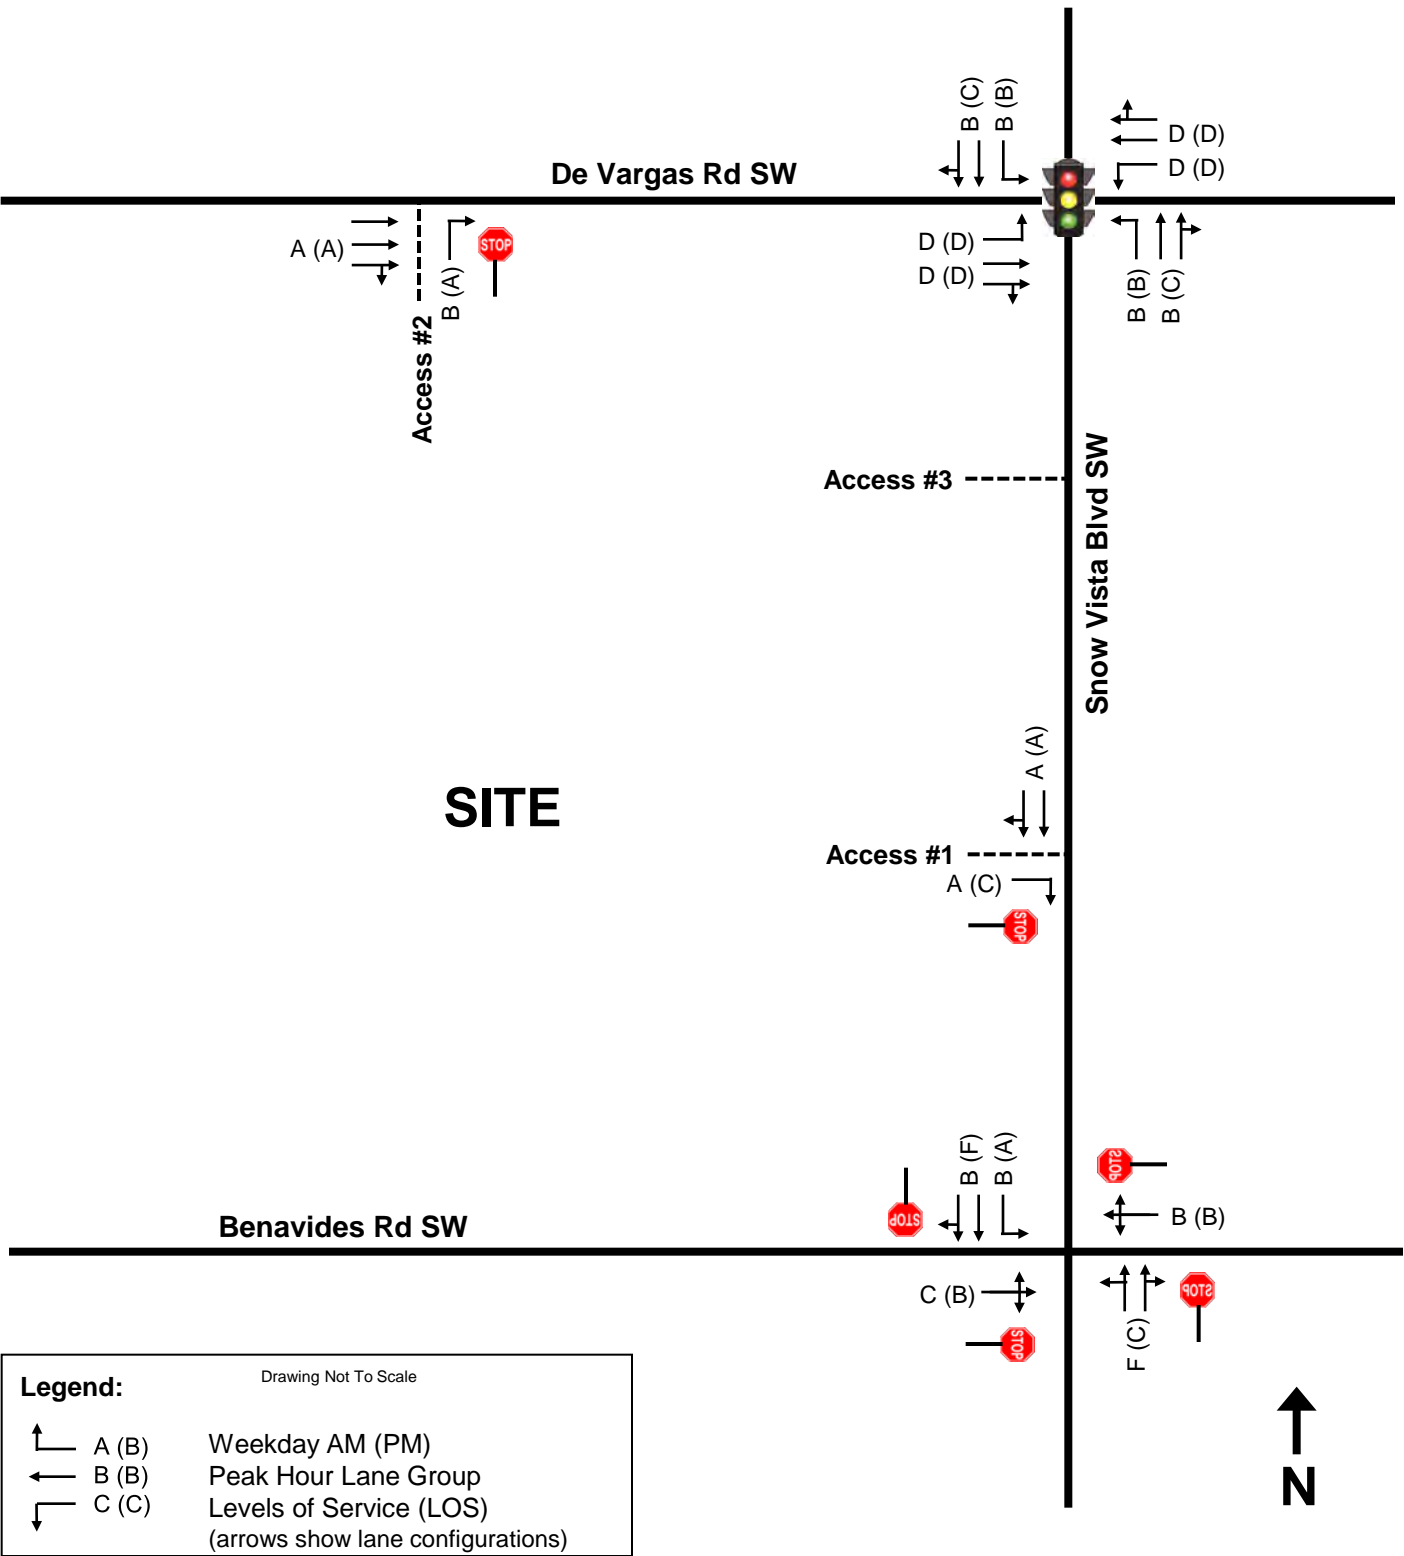 B (C)
B (B)
D (D)
D (D)
De Vargas Rd SW
A (A)
STOP
B (A)
Access #2
D (D)
D (D)
B (B)
B (C)
Access #3
Snow Vista Blvd SW
A (A)
SITE
Access #1
A (C)
STOP
B (F)
B (A)
STOP
STOP
Benavides Rd SW
B (B)
C (B)
STOP
STOP
F (C)
Legend:
Drawing Not To Scale
A (B)
Weekday AM (PM)
B (B)
Peak Hour Lane Group
C (C)
Levels of Service (LOS)
(arrows show lane configurations)
N